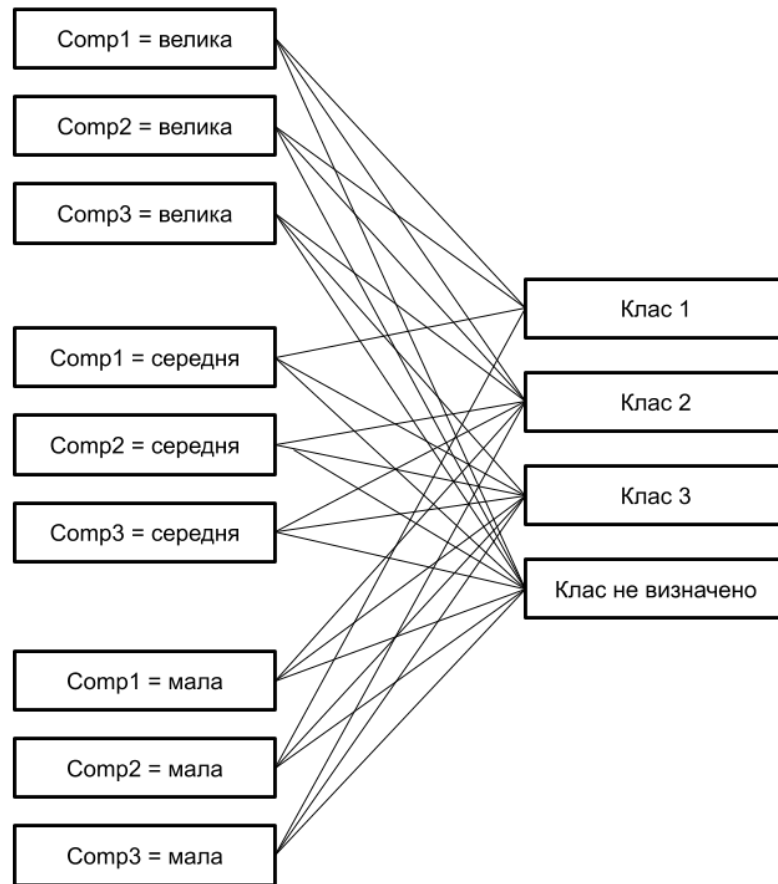 Comp1 = велика
Comp2 = велика
Comp3 = велика
Comp1 = середня
Comp2 = середня
Comp3 = середня
Comp1 = мала
Comp2 = мала
Comp3 = мала
Клас 1
Клас 2
Клас 3
Клас не визначено